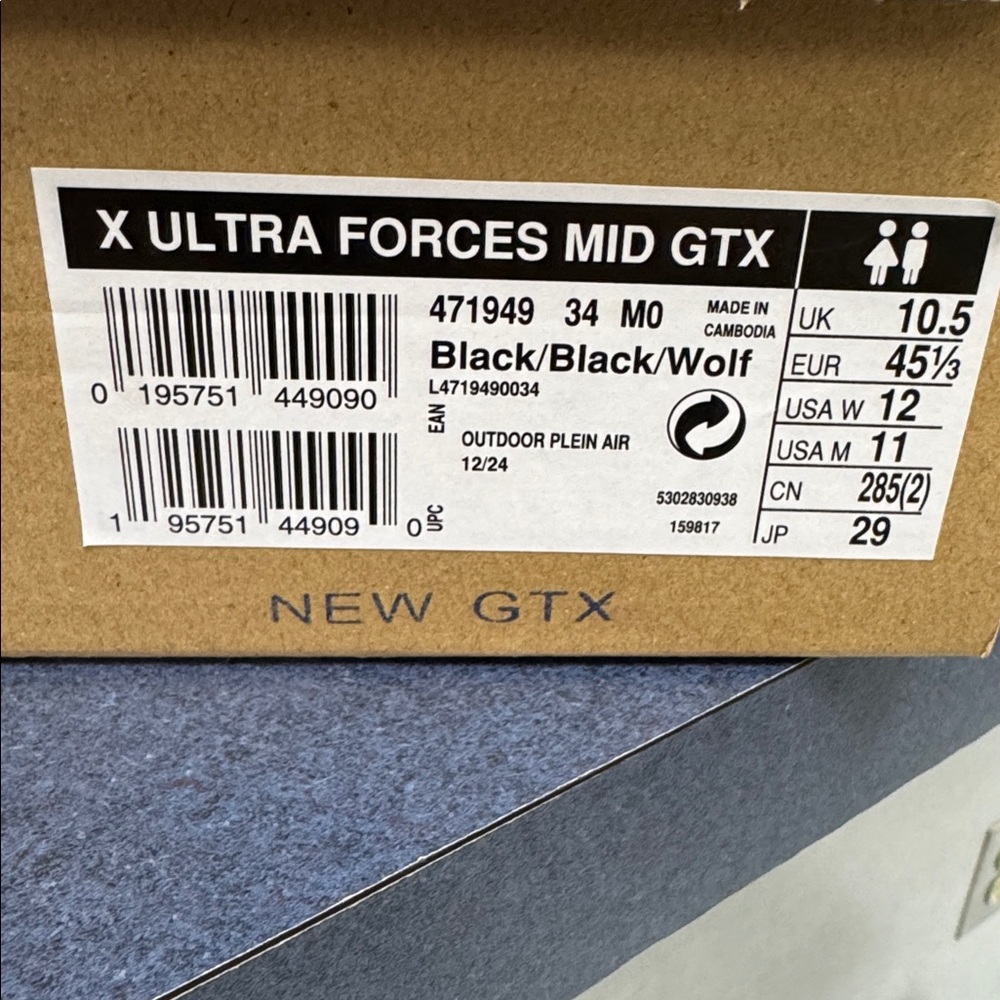 X ULTRA FORCES MID GTX
471949 34 M0
MADE IN
CAMBODIA
Black/Black/Wolf
L4719490034
0 195751 449090
EAN
OUTDOOR PLEIN AIR
12/24
1 95751 44909 0
UPC
5302830938
159817
UK 10.5
EUR 45⅓
USA W 12
USA M 11
CN 285(2)
JP 29
NEW GTX